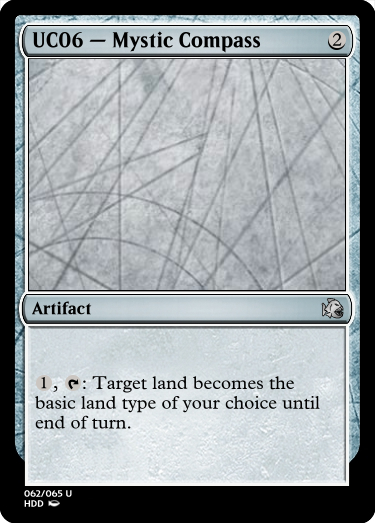 UC06 — Mystic Compass 2
Artifact
1, : Target land becomes the
basic land type of your choice until
end of turn.
062/065 U
HDD